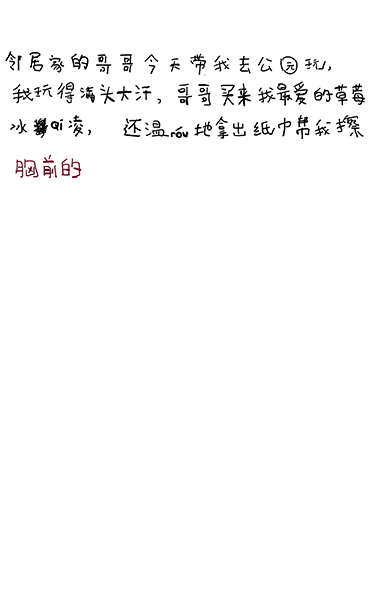 邻居家的哥哥今天带我去公园玩,
我玩得满头大汗,哥哥买来我最爱的草莓
冰qi凌, 还温róu地拿出纸巾帮我擦
胸前的